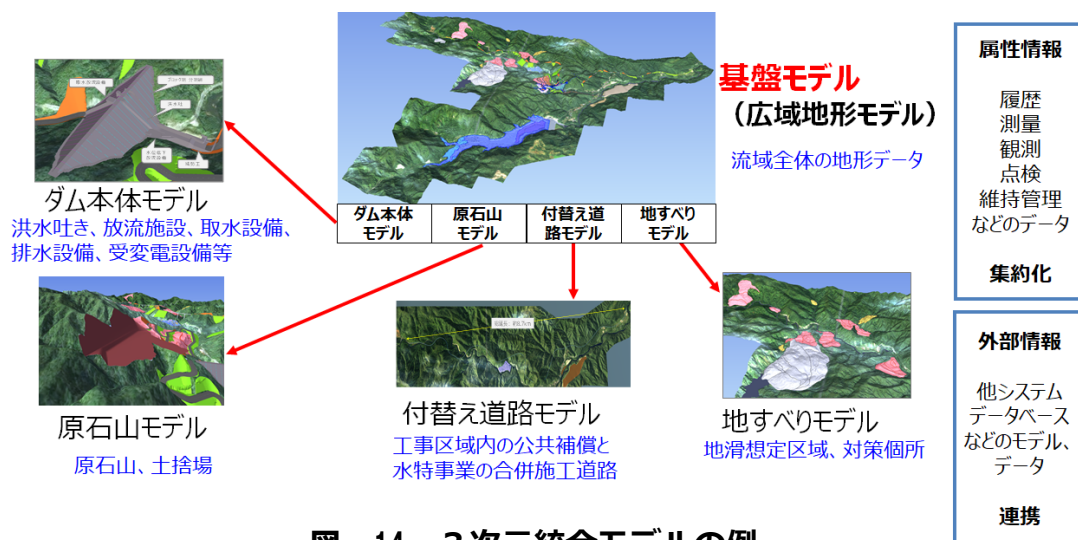 基盤モデル
(広域地形モデル)
流域全体の地形データ
ダム本体
モデル
原石山
モデル
付替え道
路モデル
地すべり
モデル
ダム本体モデル
洪水吐き、放流施設、取水設備、
排水設備、受変電設備等
原石山モデル
原石山、土捨場
付替え道路モデル
工事区域内の公共補償と
水特事業の合併施工道路
地すべりモデル
地滑想定区域、対策個所
属性情報
履歴
測量
観測
点検
維持管理
などのデータ
集約化
外部情報
他システム
データベース
などのモデル、
データ
連携